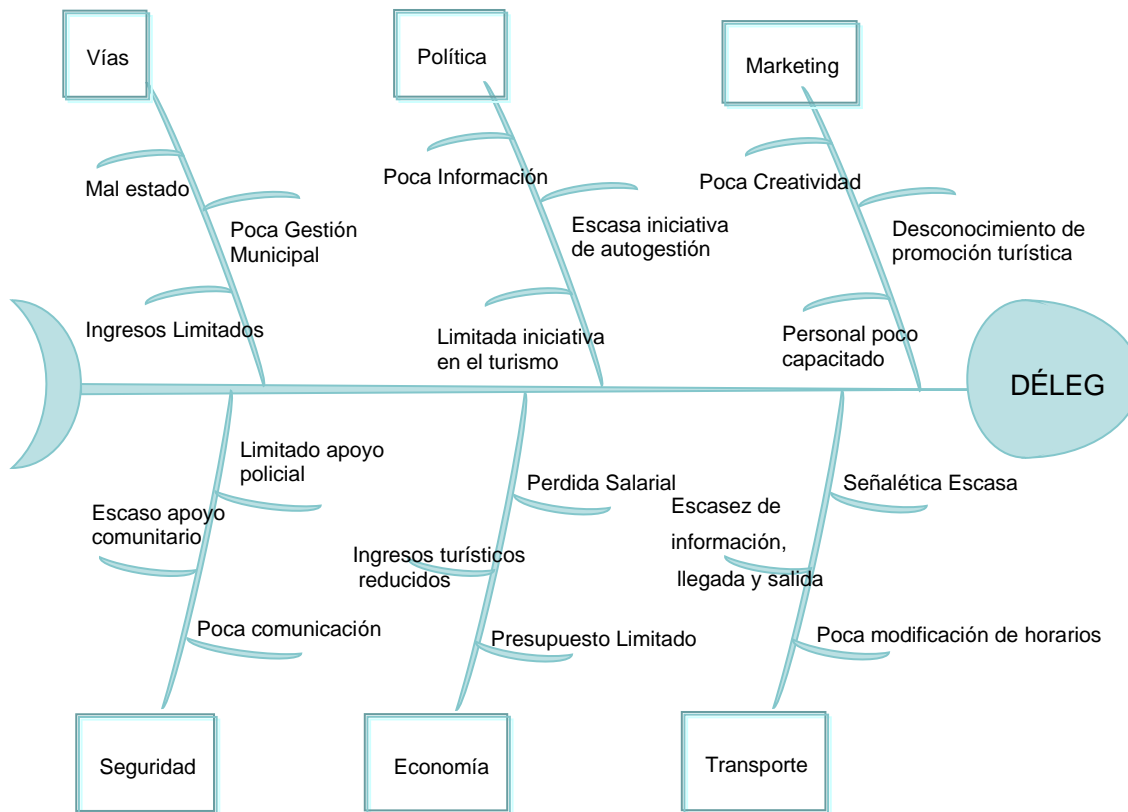 Vías
Política
Marketing
Mal estado
Poca Gestión
Municipal
Ingresos Limitados
Poca Información
Escasa iniciativa
de autogestión
Limitada iniciativa
en el turismo
Poca Creatividad
Desconocimiento de
promoción turística
Personal poco
capacitado
DÉLEG
Limitado apoyo
policial
Escaso apoyo
comunitario
Poca comunicación
Perdida Salarial
Ingresos turísticos
reducidos
Presupuesto Limitado
Señalética Escasa
Escasez de
información,
llegada y salida
Poca modificación de horarios
Seguridad
Economía
Transporte